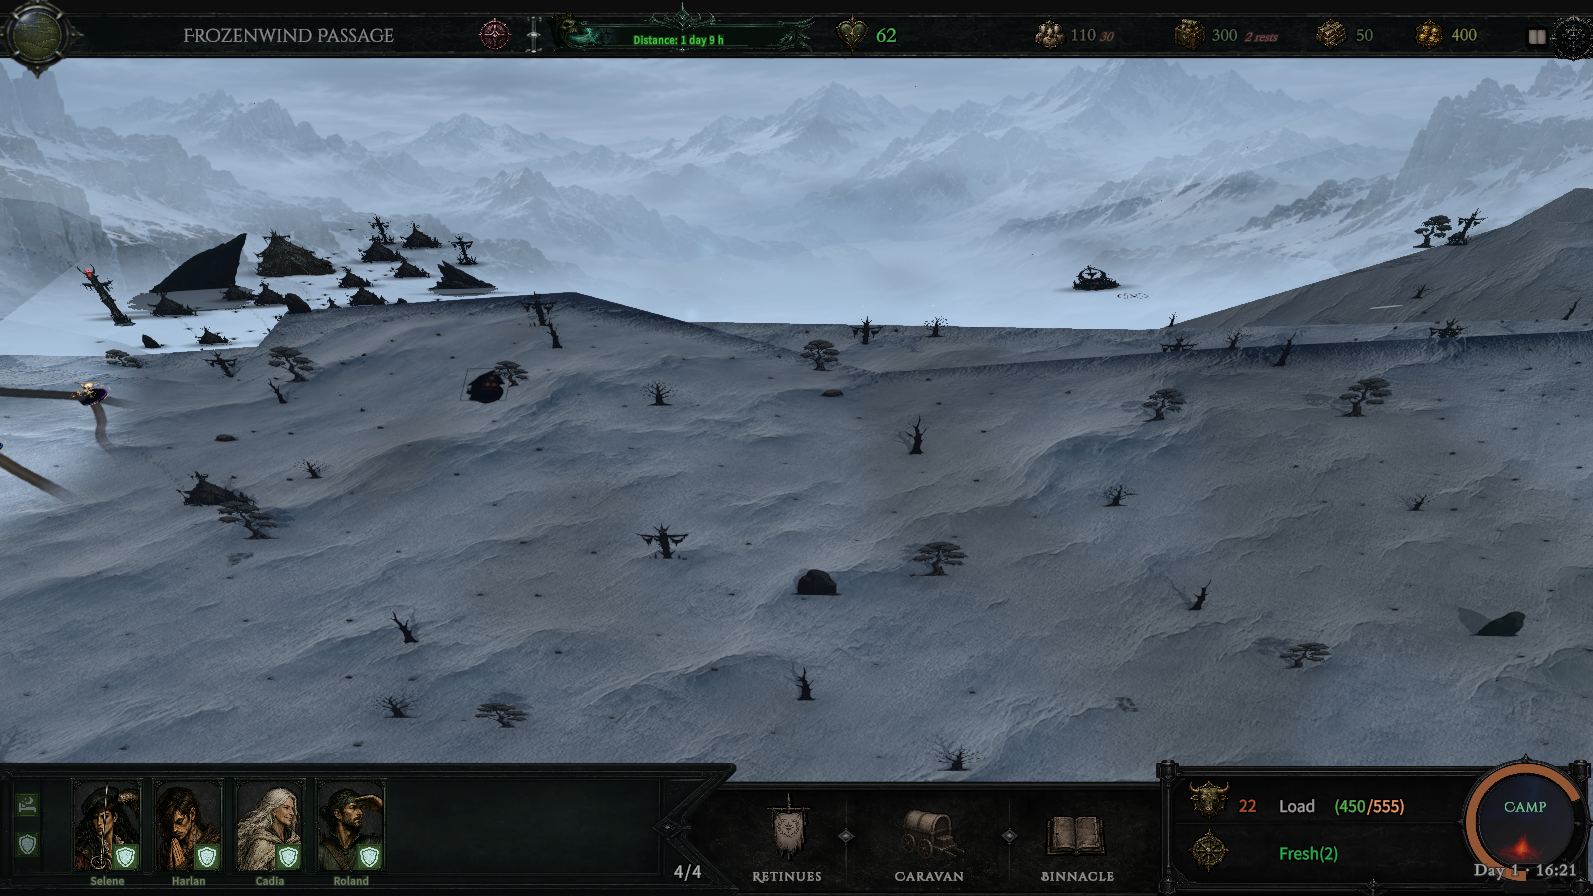 Frozenwind Passage
Distance: 1 day 9 h
62
110 30
300 2 rests
50
400
Selene
Harlan
Cadia
Roland
4/4
Retinues
Caravan
Binnacle
22 Load (450/555)
Fresh(2)
Camp
Day 1 · 16:21